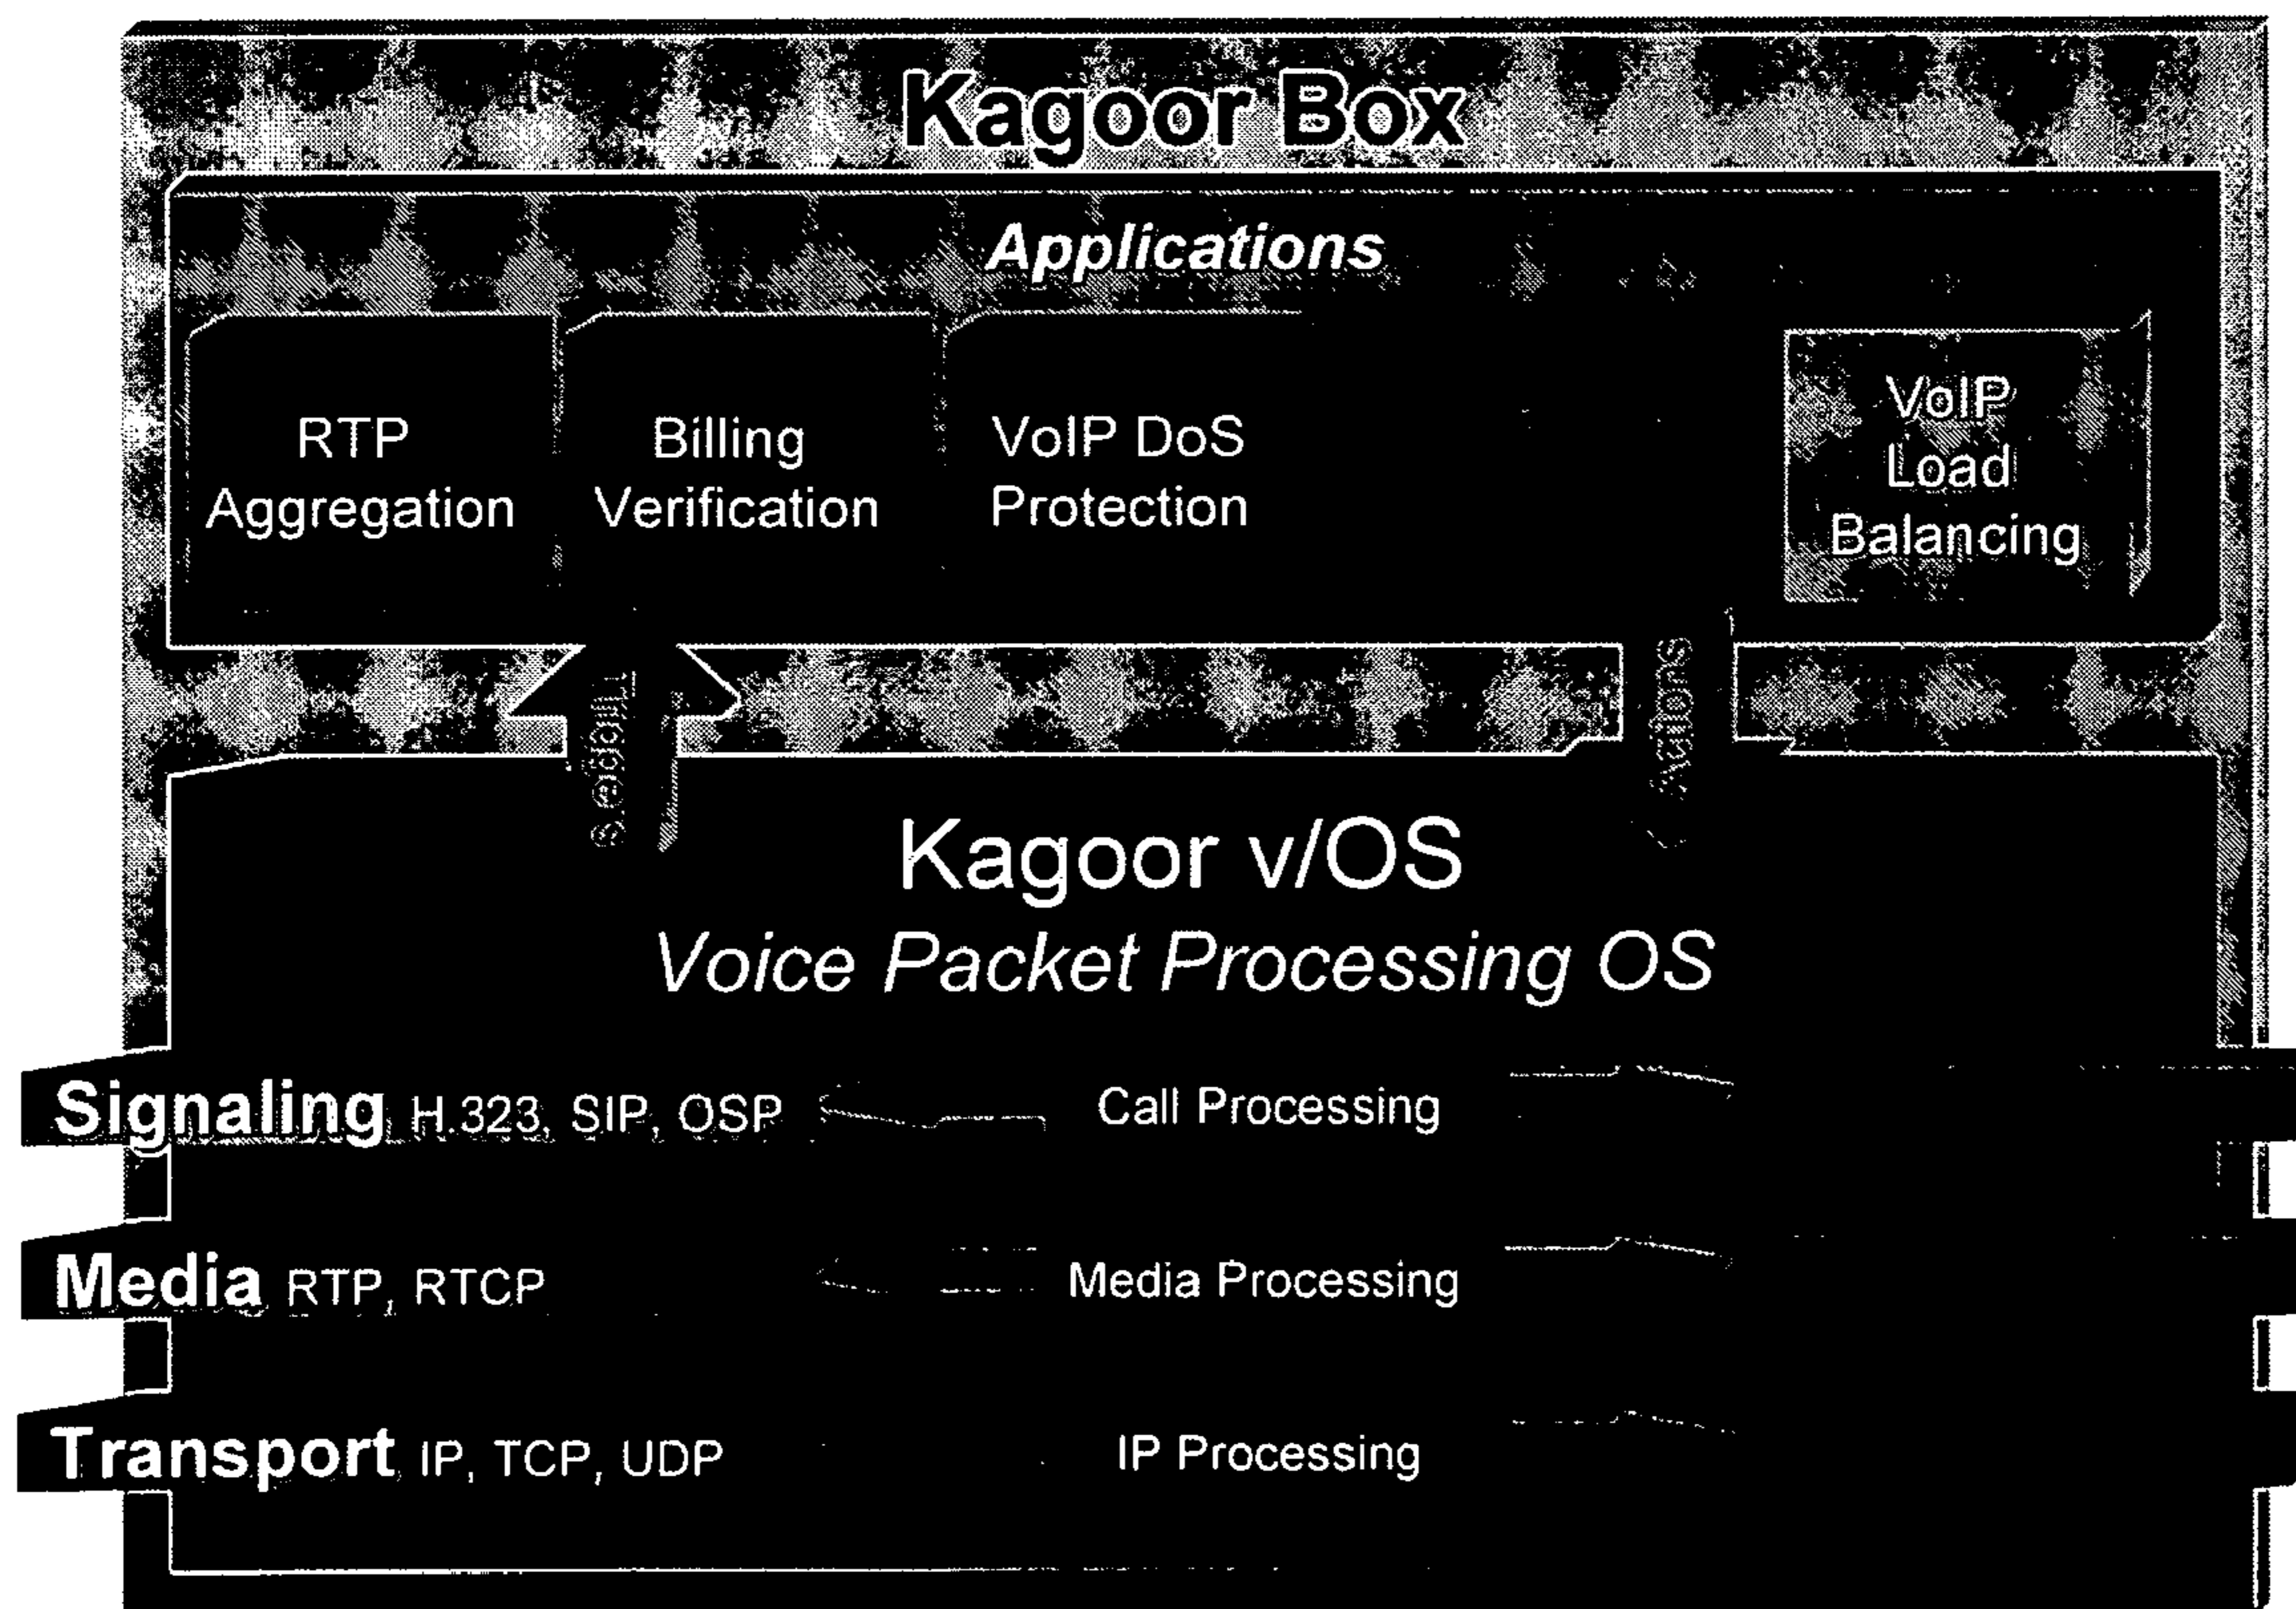 Kagoor Box
Applications
RTP
Aggregation
Billing
Verification
VoIP DoS
Protection
VoIP
Load
Balancing
Triggers
Actions
Kagoor v/OS
Voice Packet Processing OS
Signaling H.323, SIP, OSP
Call Processing
Media RTP, RTCP
Media Processing
Transport IP, TCP, UDP
IP Processing